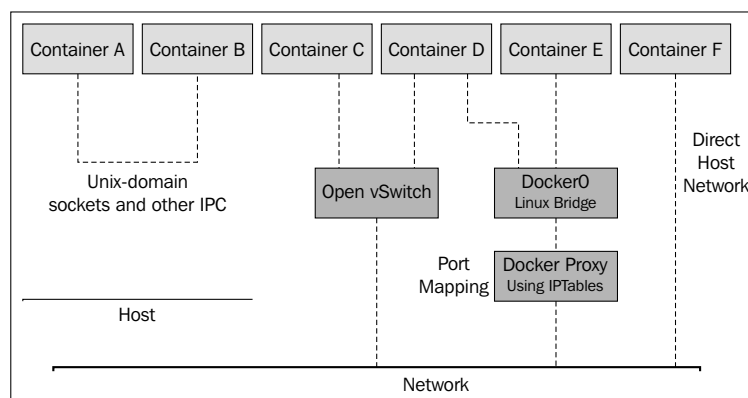 Container A
Container B
Container C
Container D
Container E
Container F
Unix-domain
sockets and other IPC
Open vSwitch
Docker0
Linux Bridge
Direct
Host
Network
Port
Mapping
Docker Proxy
Using IPTables
Host
Network